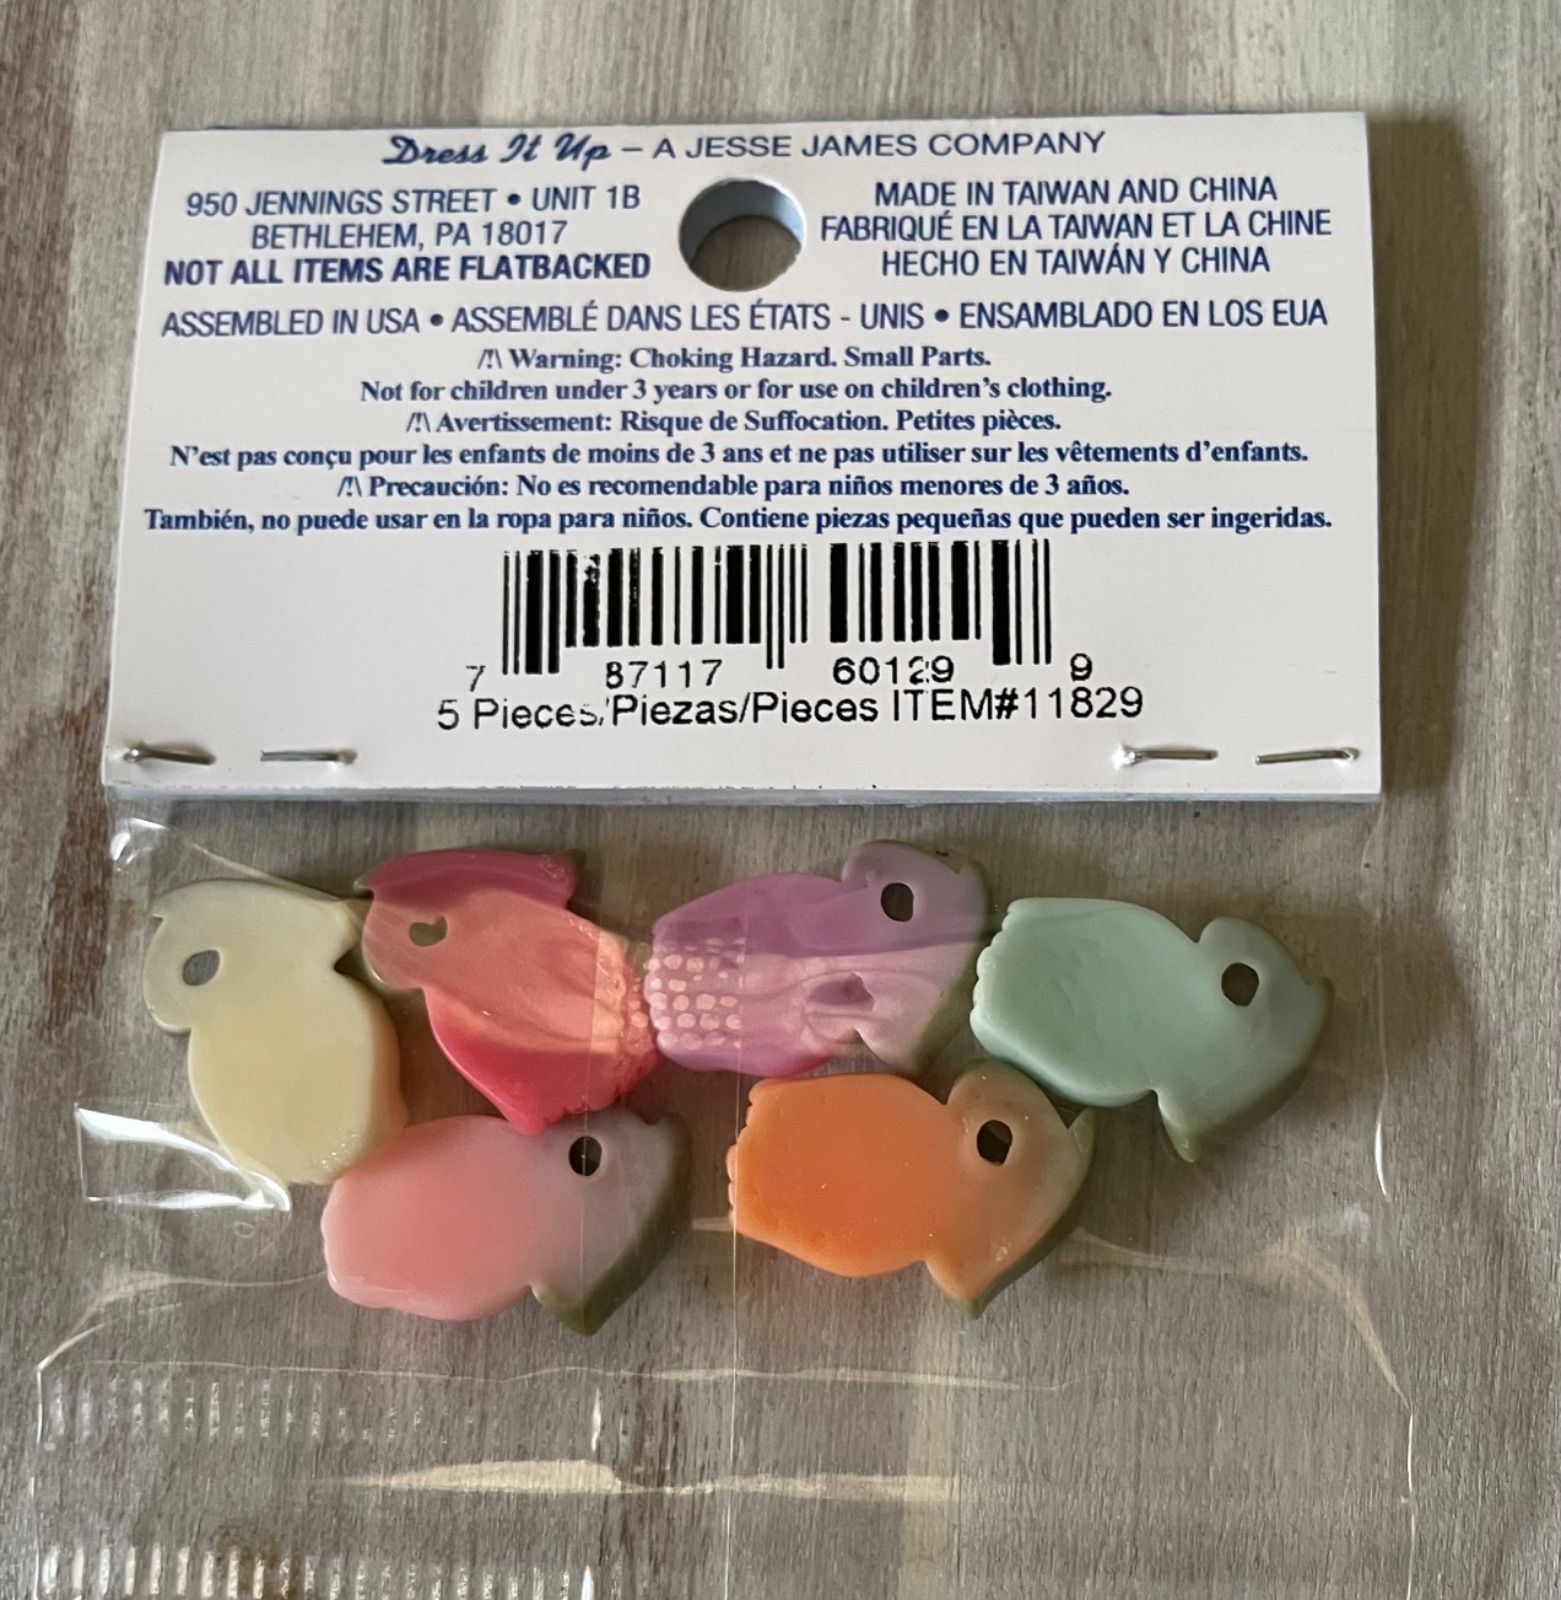 Dress It Up – A JESSE JAMES COMPANY
950 JENNINGS STREET • UNIT 1B
BETHLEHEM, PA 18017
NOT ALL ITEMS ARE FLATBACKED
MADE IN TAIWAN AND CHINA
FABRIQUÉ EN LA TAIWAN ET LA CHINE
HECHO EN TAIWÁN Y CHINA
ASSEMBLED IN USA • ASSEMBLÉ DANS LES ÉTATS - UNIS • ENSAMBLADO EN LOS EUA
/!\ Warning: Choking Hazard. Small Parts.
Not for children under 3 years or for use on children’s clothing.
/!\ Avertissement: Risque de Suffocation. Petites pièces.
N’est pas conçu pour les enfants de moins de 3 ans et ne pas utiliser sur les vêtements d’enfants.
/!\ Precaución: No es recomendable para niños menores de 3 años.
También, no puede usar en la ropa para niños. Contiene piezas pequeñas que pueden ser ingeridas.
7 87117 60129 9
5 Pieces/Piezas/Pieces ITEM#11829